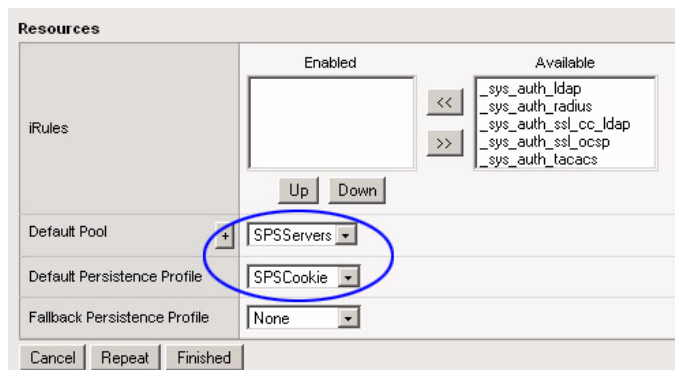 Resources
Enabled
Available
iRules
<<
>>
_sys_auth_ldap
_sys_auth_radius
_sys_auth_ssl_cc_ldap
_sys_auth_ssl_ocsp
_sys_auth_tacacs
Up Down
Default Pool + SPSServers
Default Persistence Profile SPSCookie
Fallback Persistence Profile None
Cancel Repeat Finished